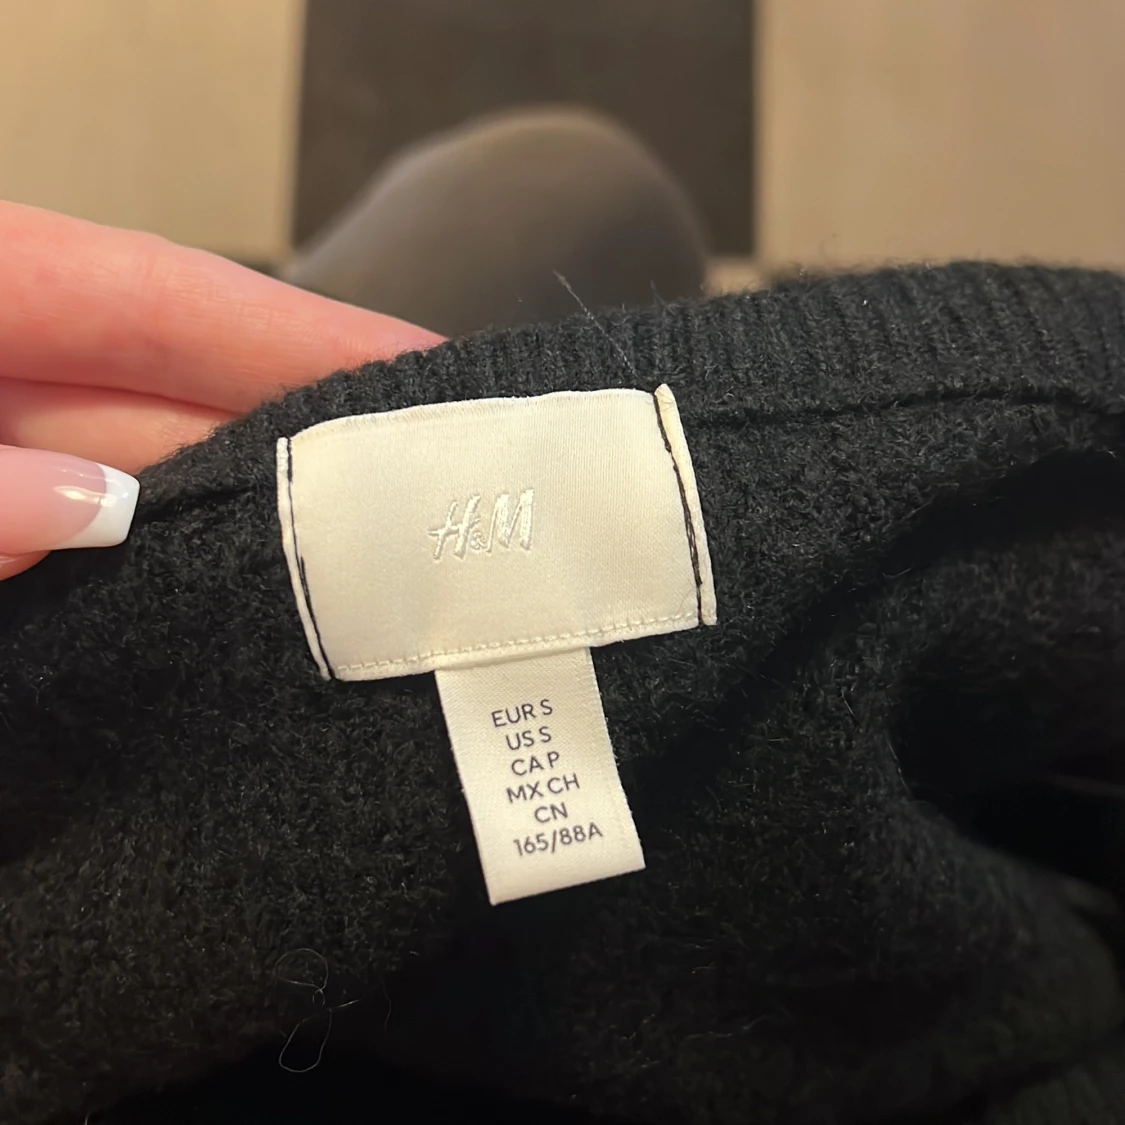 H&M
EUR S
US S
CA P
MX CH
CN
165/88A